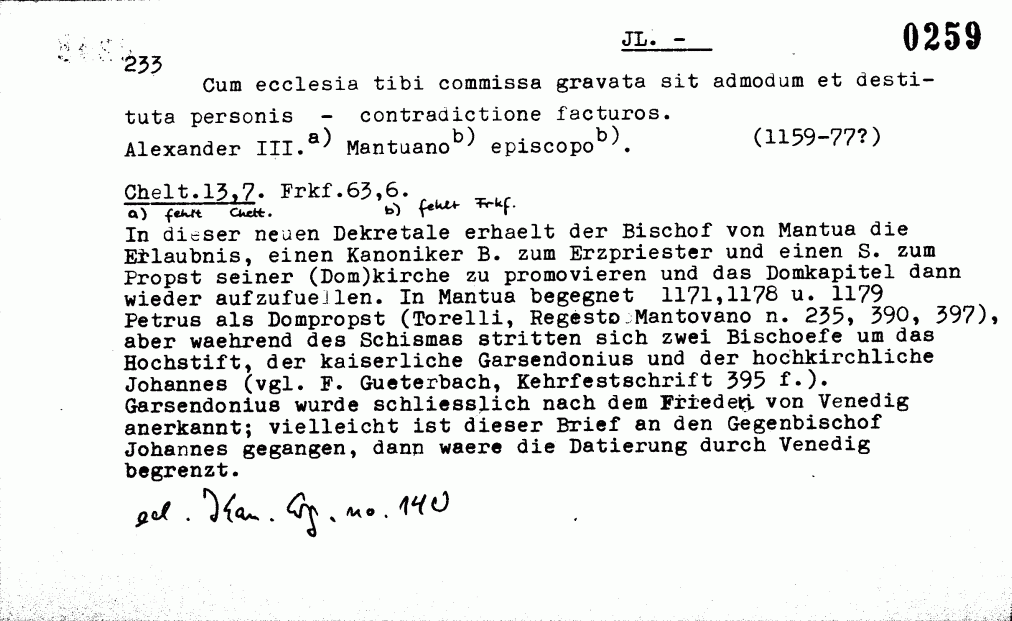 JL. -
0259
233
Cum ecclesia tibi commissa gravata sit admodum et desti-
tuta personis - contradictione facturos.
Alexander III.a) Mantuanob) episcopob). (1159-77?)
Chelt.13,7. Frkf.63,6.
a) fehlt Chelt. b) fehlt Frkf.
In dieser neuen Dekretale erhaelt der Bischof von Mantua die
Erlaubnis, einen Kanoniker B. zum Erzpriester und einen S. zum
Propst seiner (Dom)kirche zu promovieren und das Domkapitel dann
wieder aufzufuellen. In Mantua begegnet 1171,1178 u. 1179
Petrus als Dompropst (Torelli, Regesto Mantovano n. 235, 390, 397),
aber waehrend des Schismas stritten sich zwei Bischoefe um das
Hochstift, der kaiserliche Garsendonius und der hochkirchliche
Johannes (vgl. F. Gueterbach, Kehrfestschrift 395 f.).
Garsendonius wurde schliesslich nach dem Frieden von Venedig
anerkannt; vielleicht ist dieser Brief an den Gegenbischof
Johannes gegangen, dann waere die Datierung durch Venedig
begrenzt.
ed. Kan. Erg. no. 140